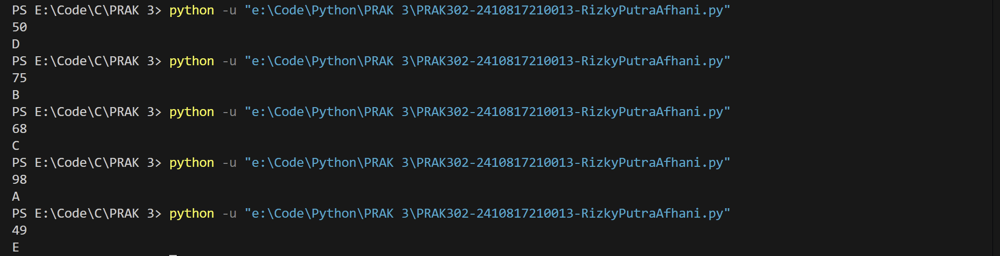 PS E:\Code\C\PRAK 3> python -u "e:\Code\Python\PRAK 3\PRAK302-2410817210013-RizkyPutraAfhani.py"
50
D
PS E:\Code\C\PRAK 3> python -u "e:\Code\Python\PRAK 3\PRAK302-2410817210013-RizkyPutraAfhani.py"
75
B
PS E:\Code\C\PRAK 3> python -u "e:\Code\Python\PRAK 3\PRAK302-2410817210013-RizkyPutraAfhani.py"
68
C
PS E:\Code\C\PRAK 3> python -u "e:\Code\Python\PRAK 3\PRAK302-2410817210013-RizkyPutraAfhani.py"
98
A
PS E:\Code\C\PRAK 3> python -u "e:\Code\Python\PRAK 3\PRAK302-2410817210013-RizkyPutraAfhani.py"
49
E